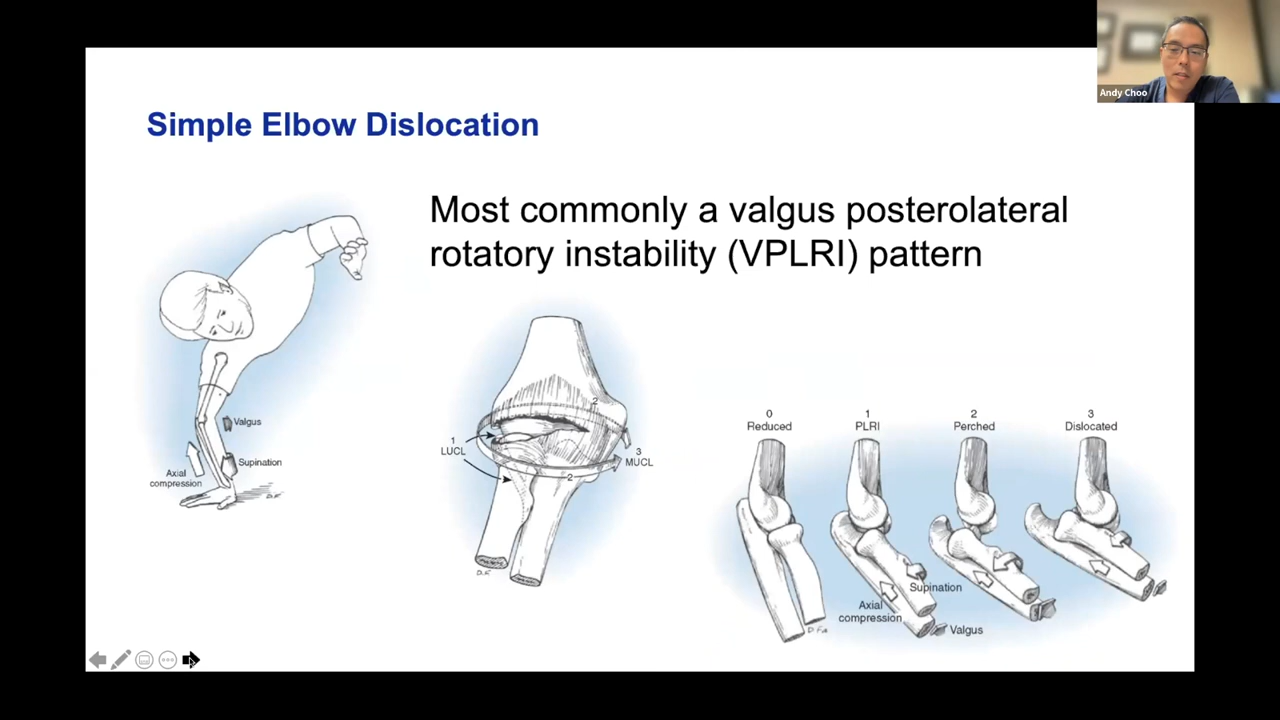 Andy Choo
Simple Elbow Dislocation
Most commonly a valgus posterolateral
rotatory instability (VPLRI) pattern
Valgus
Supination
Axial
compression
1
LUCL
2
2
3
MUCL
0
Reduced
1
PLRI
2
Perched
3
Dislocated
Supination
Axial
compression
Valgus